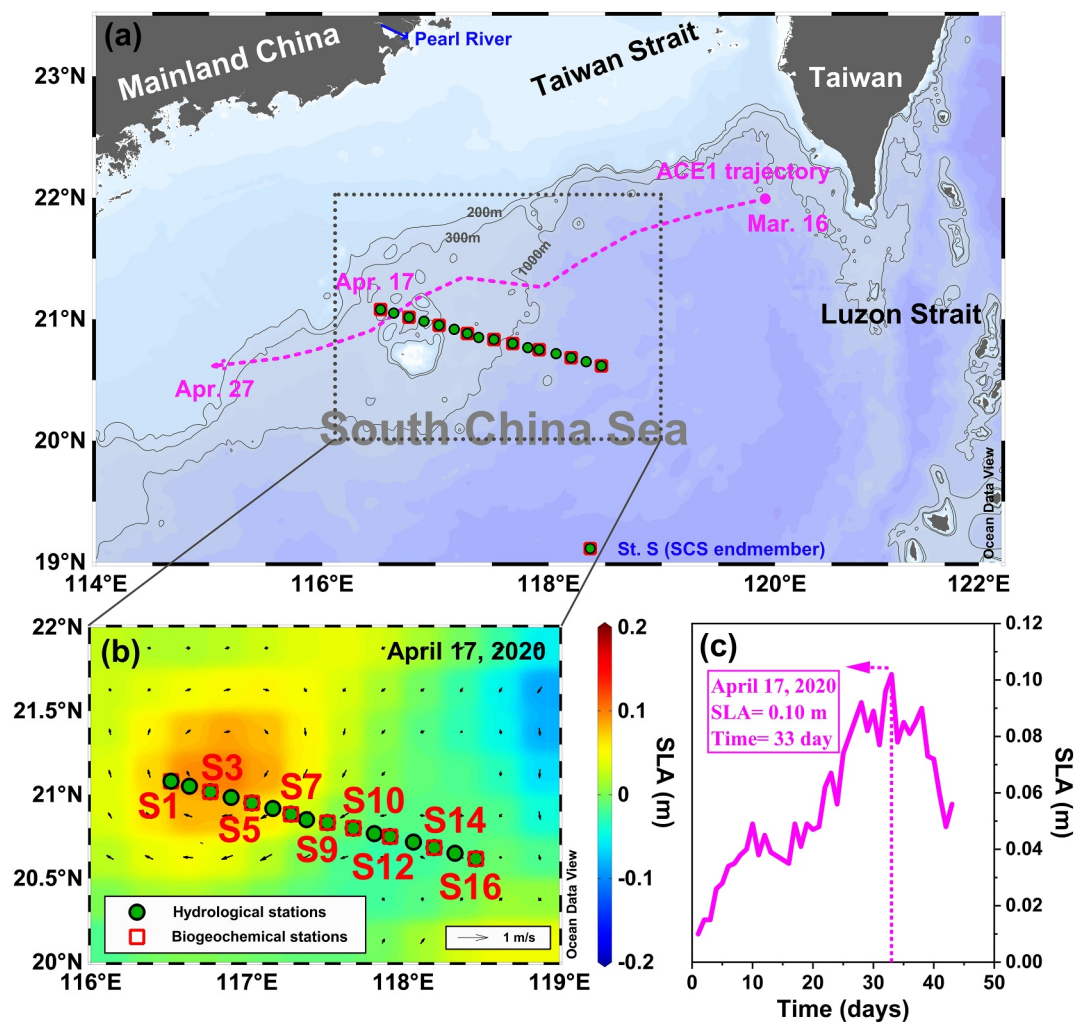 (a)
Pearl River
Mainland China
Taiwan Strait
Taiwan
23°N
22°N
21°N
20°N
19°N
ACE1 trajectory
Mar. 16
200m
300m
1000m
Apr. 17
Apr. 27
Luzon Strait
South China Sea
St. S (SCS endmember)
Ocean Data View
114°E 116°E 118°E 120°E 122°E
(b)
April 17, 2020
22°N
21.5°N
21°N
20.5°N
20°N
S1
S3
S5
S7
S9
S10
S12
S14
S16
Hydrological stations
Biogeochemical stations
1 m/s
Ocean Data View
116°E 117°E 118°E 119°E
0.2
0.1
0
-0.1
-0.2
SLA (m)
(c)
April 17, 2020
SLA= 0.10 m
Time= 33 day
0.12
0.10
0.08
0.06
0.04
0.02
0.00
SLA (m)
0 10 20 30 40 50
Time (days)